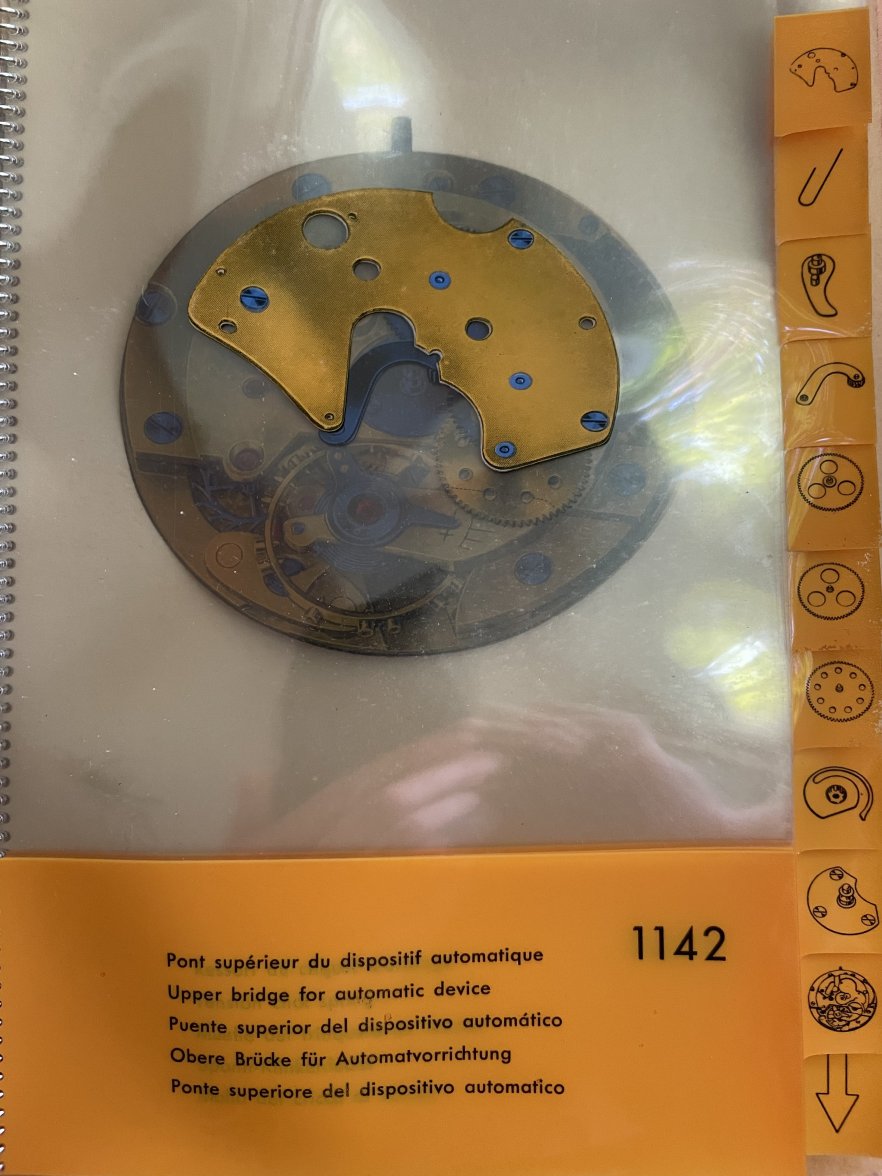 Pont supérieur du dispositif automatique
1142
Upper bridge for automatic device
Puente superior del dispositivo automático
Obere Brücke für Automatvorrichtung
Ponte superiore del dispositivo automatico